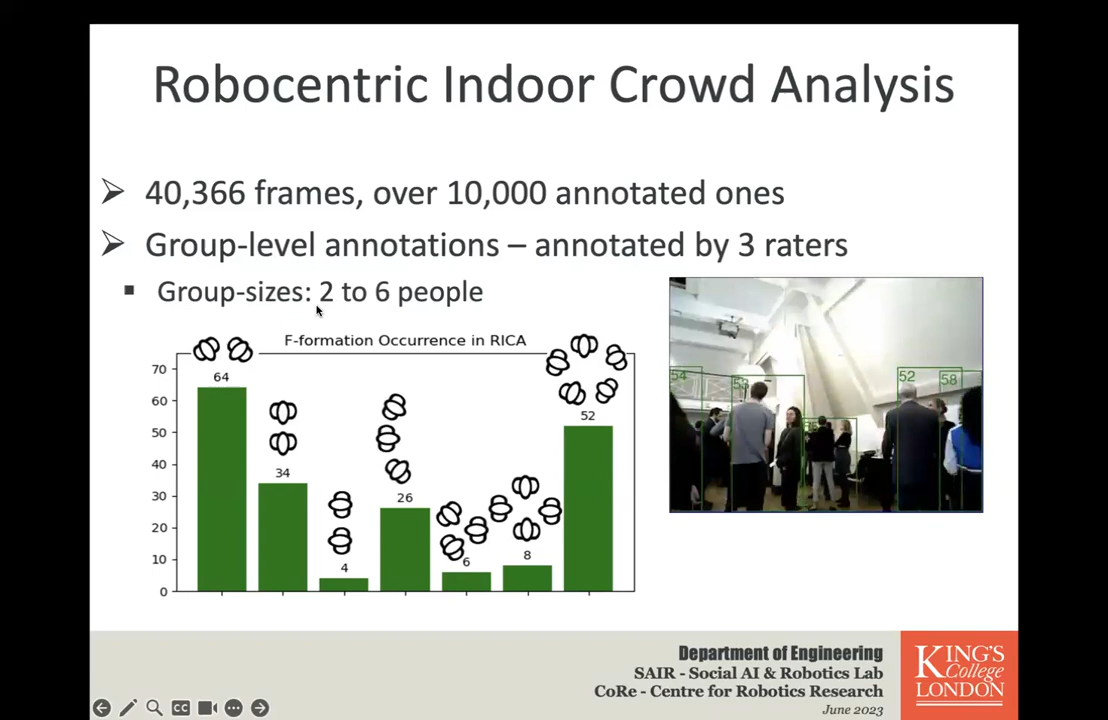 Robocentric Indoor Crowd Analysis
40,366 frames, over 10,000 annotated ones
Group-level annotations – annotated by 3 raters
Group-sizes: 2 to 6 people
F-formation Occurrence in RICA
70
60
50
40
30
20
10
0
64
34
4
26
6
8
52
54
53
52
58
Department of Engineering
SAIR - Social AI & Robotics Lab
CoRe - Centre for Robotics Research
June 2023
KING'S
College
LONDON
CC